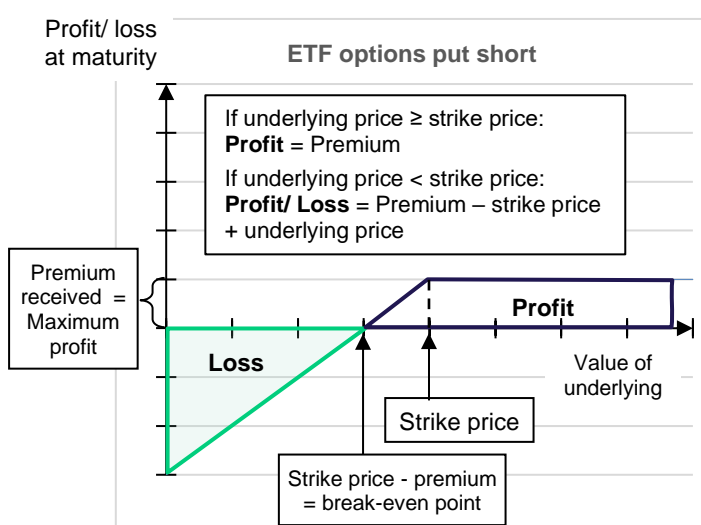 Profit/ loss
at maturity
ETF options put short
If underlying price ≥ strike price:
Profit = Premium
If underlying price < strike price:
Profit/ Loss = Premium – strike price
+ underlying price
Premium
received =
Maximum
profit
Profit
Loss
Value of
underlying
Strike price
Strike price - premium
= break-even point